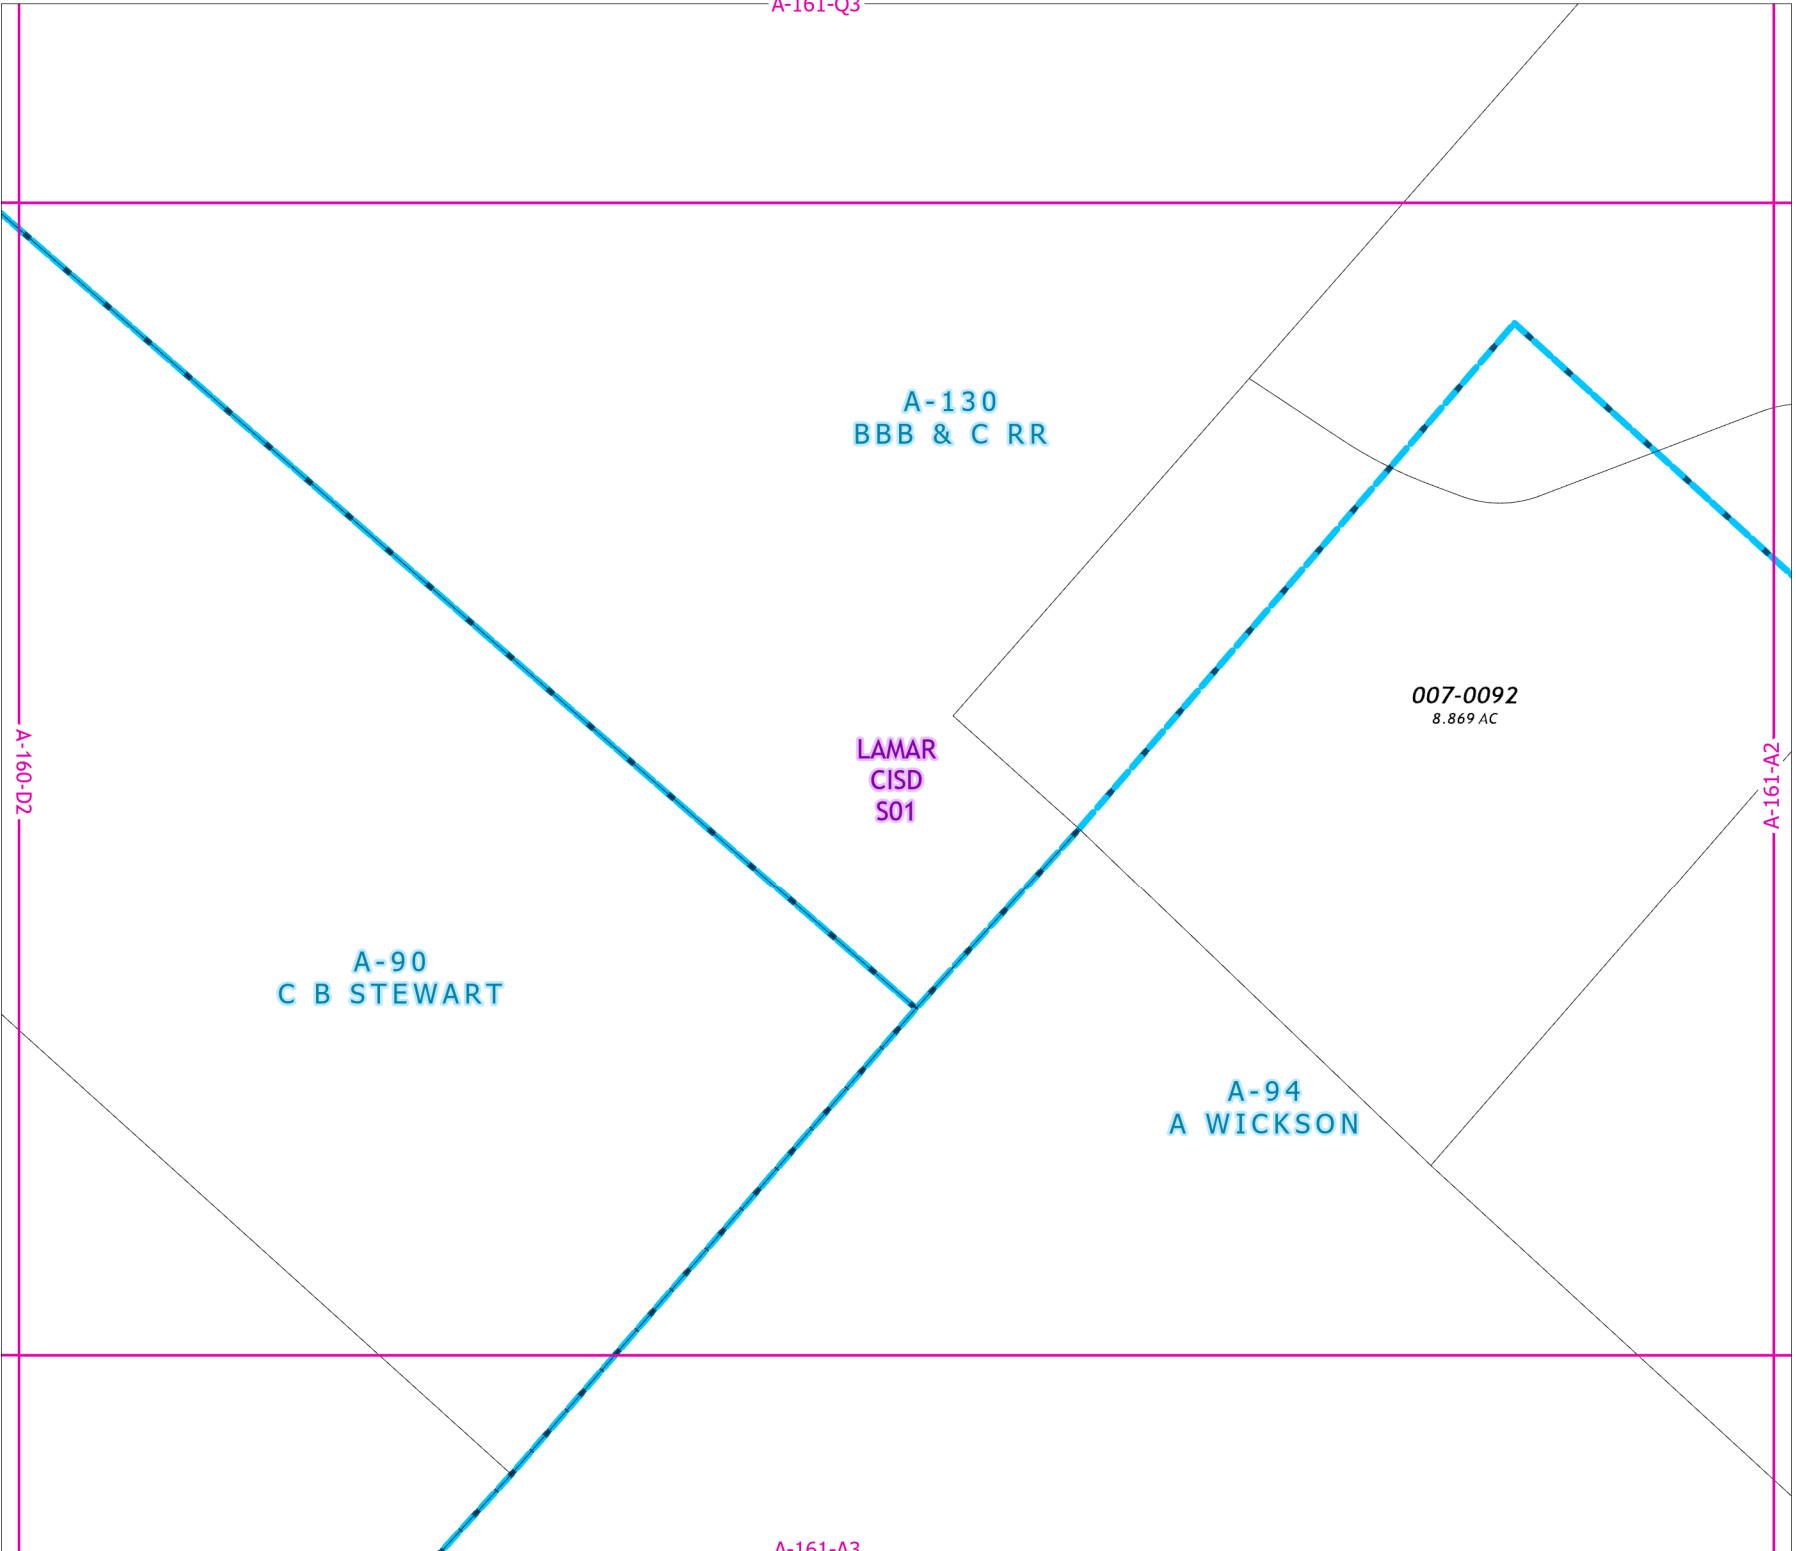 A-161-Q3
A-130
BBB & C RR
007-0092
8.869 AC
LAMAR
CISD
S01
A-160-D2
A-161-A2
A-90
C B STEWART
A-94
A WICKSON
A-161-A3